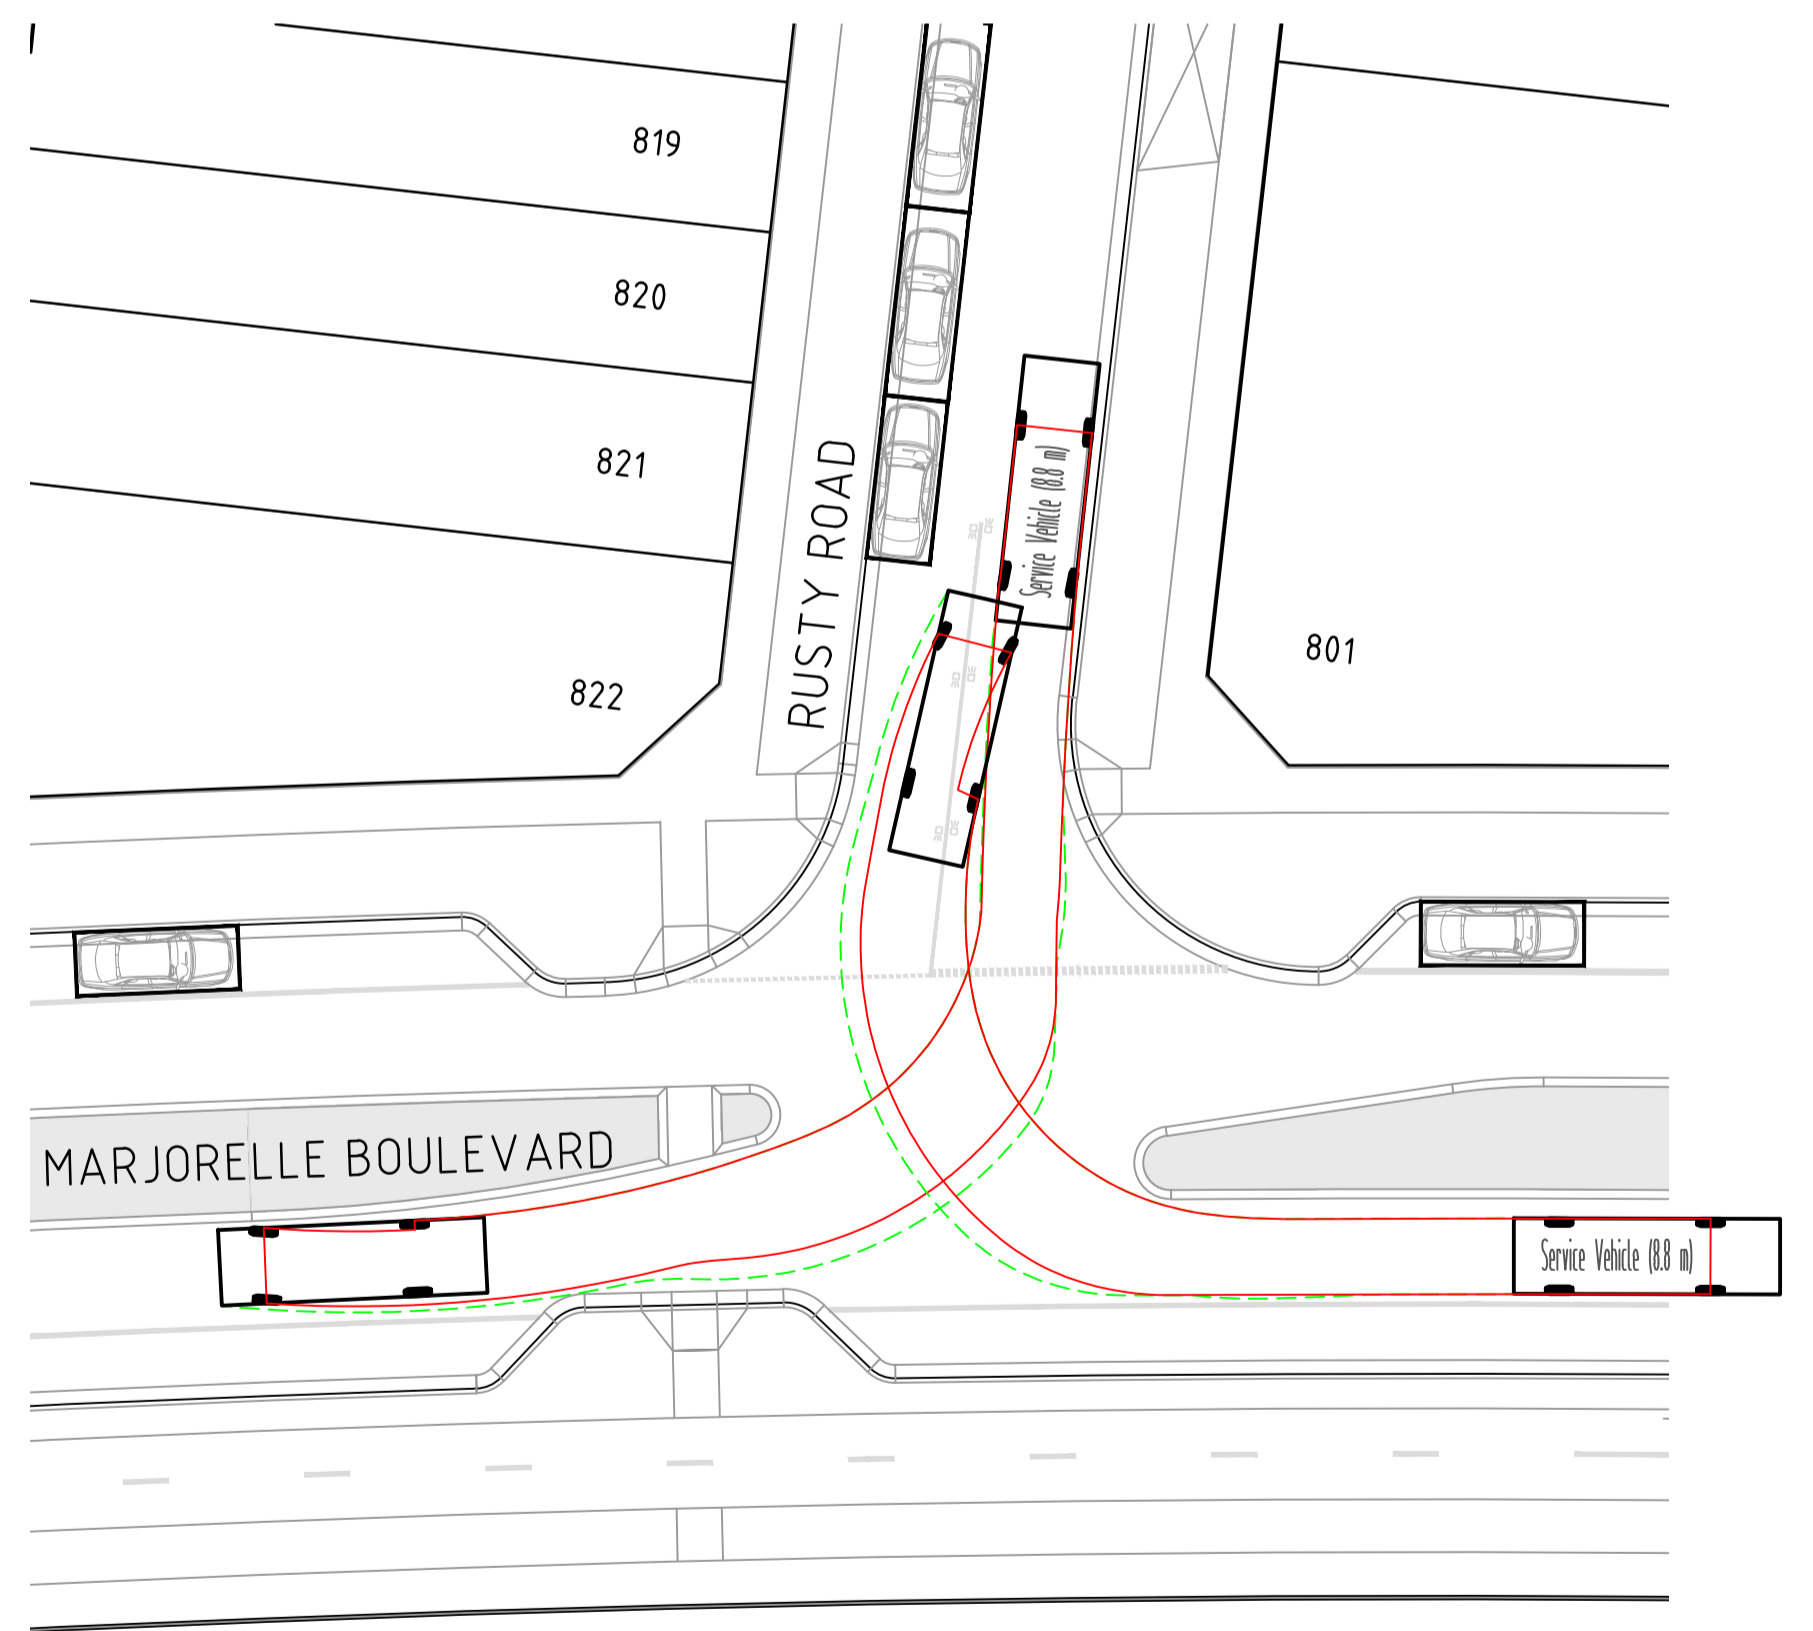 819
820
821
822
RUSTY ROAD
Service Vehicle (8.8 m)
801
MARJORELLE BOULEVARD
Service Vehicle (8.8 m)